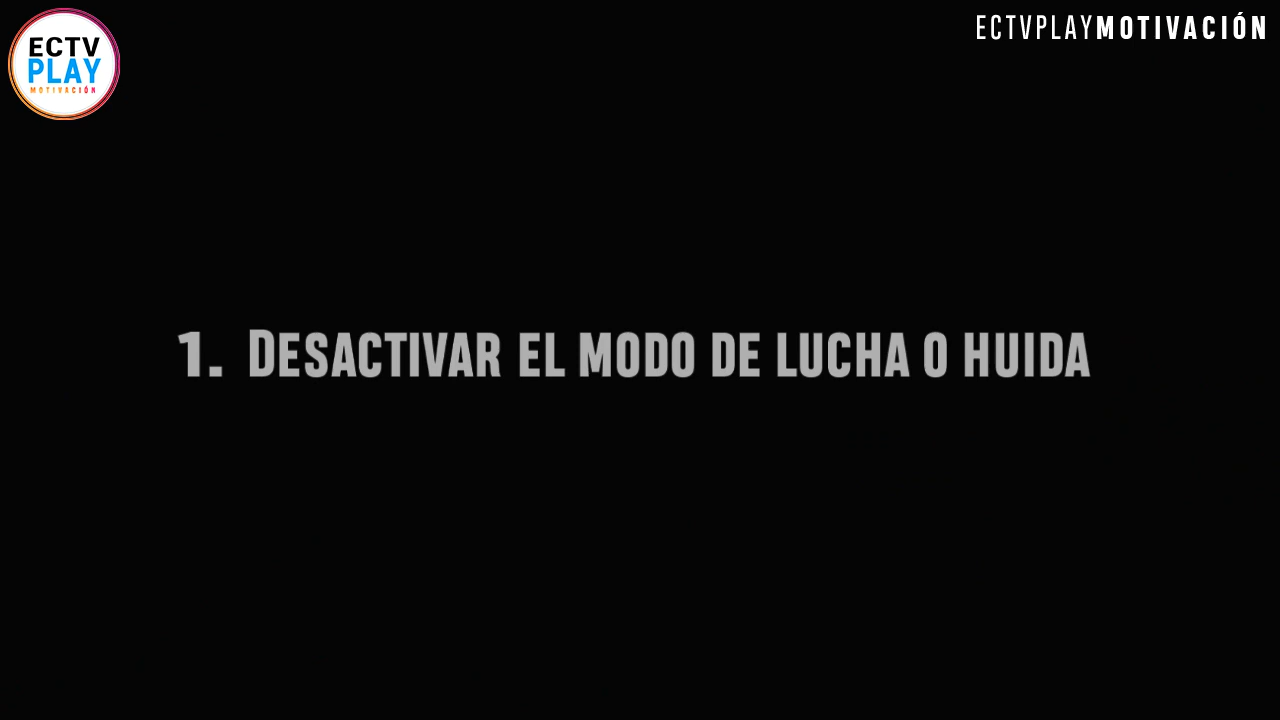 ECTV
PLAY
MOTIVACIÓN
ECTVPLAYMOTIVACIÓN
1. DESACTIVAR EL MODO DE LUCHA O HUIDA